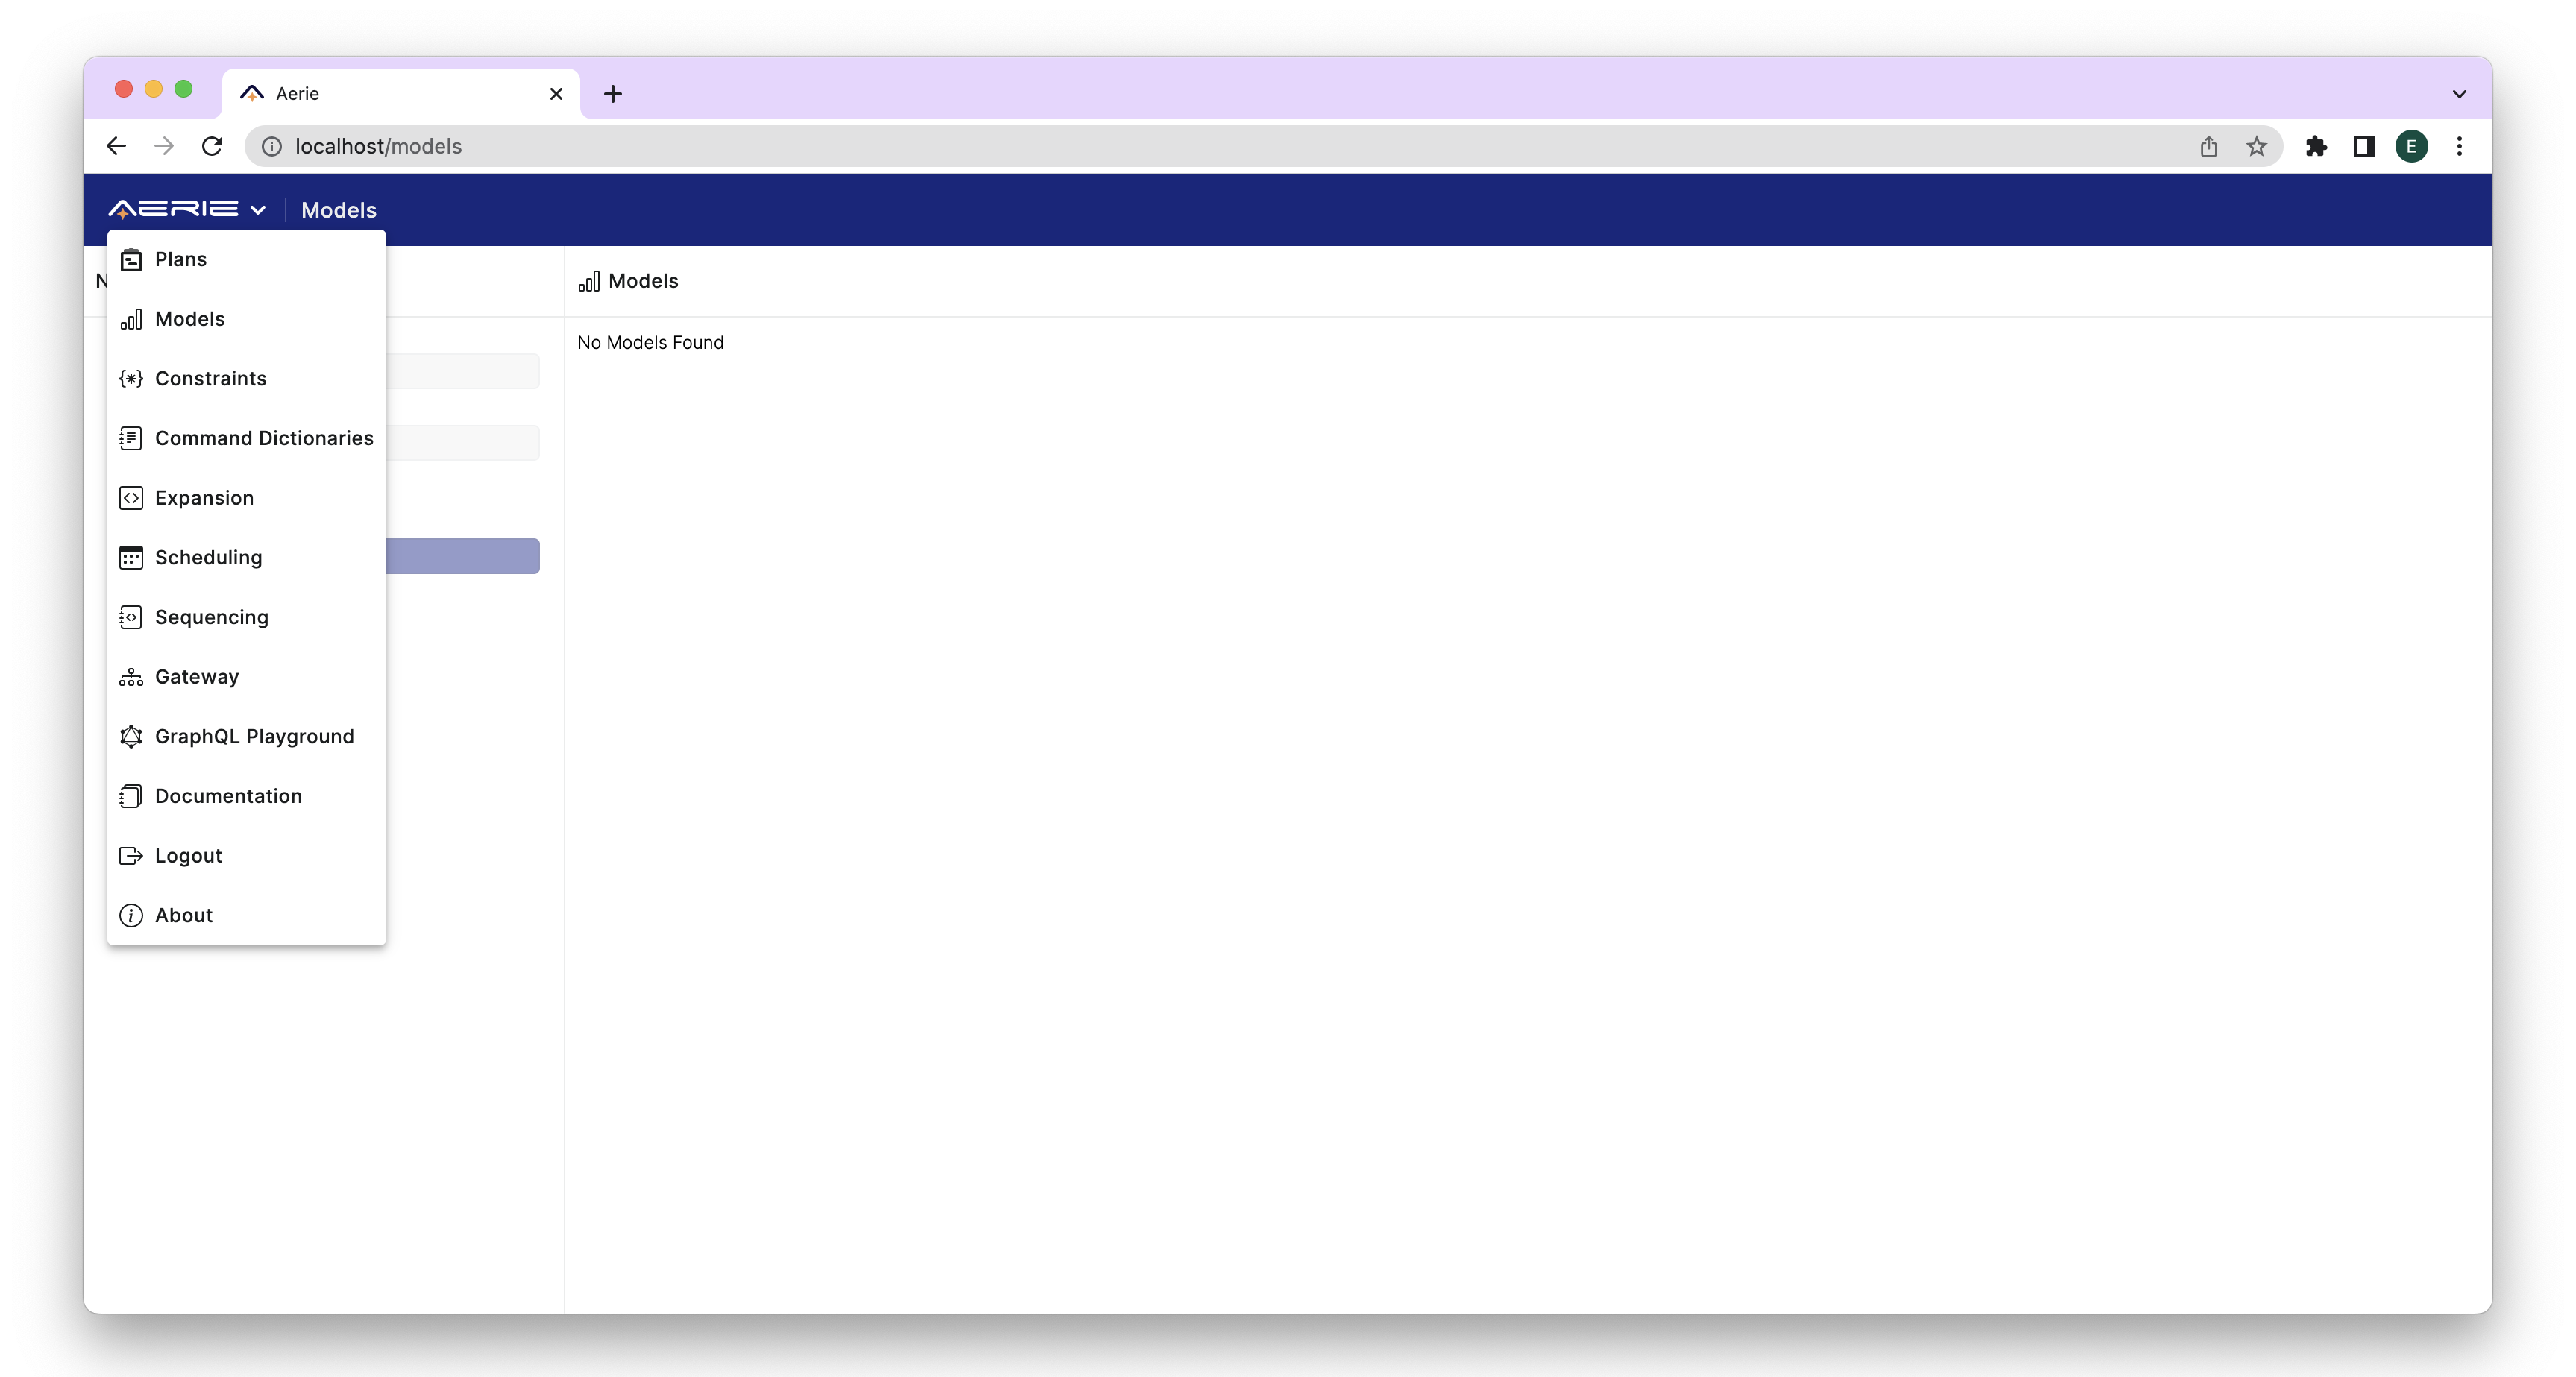 Aerie
localhost/models
E
AERIE
Models
Plans
Models
Constraints
Command Dictionaries
Expansion
Scheduling
Sequencing
Gateway
GraphQL Playground
Documentation
Logout
About
Models
No Models Found